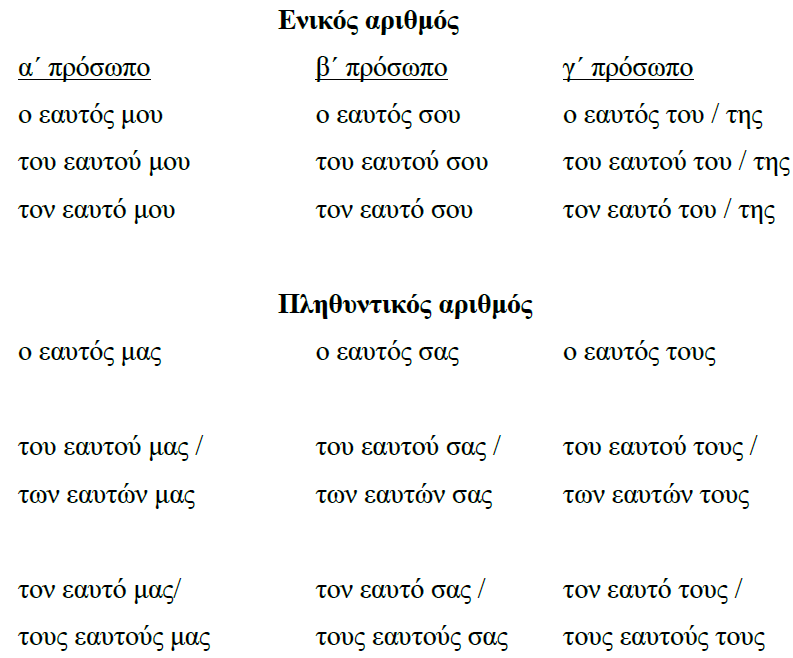 Ενικός αριθμός
α΄ πρόσωπο β΄ πρόσωπο γ΄ πρόσωπο
ο εαυτός μου ο εαυτός σου ο εαυτός του / της
του εαυτού μου του εαυτού σου του εαυτού του / της
τον εαυτό μου τον εαυτό σου τον εαυτό του / της
Πληθυντικός αριθμός
ο εαυτός μας ο εαυτός σας ο εαυτός τους
του εαυτού μας / του εαυτού σας / του εαυτού τους /
των εαυτών μας των εαυτών σας των εαυτών τους
τον εαυτό μας/ τον εαυτό σας / τον εαυτό τους /
τους εαυτούς μας τους εαυτούς σας τους εαυτούς τους